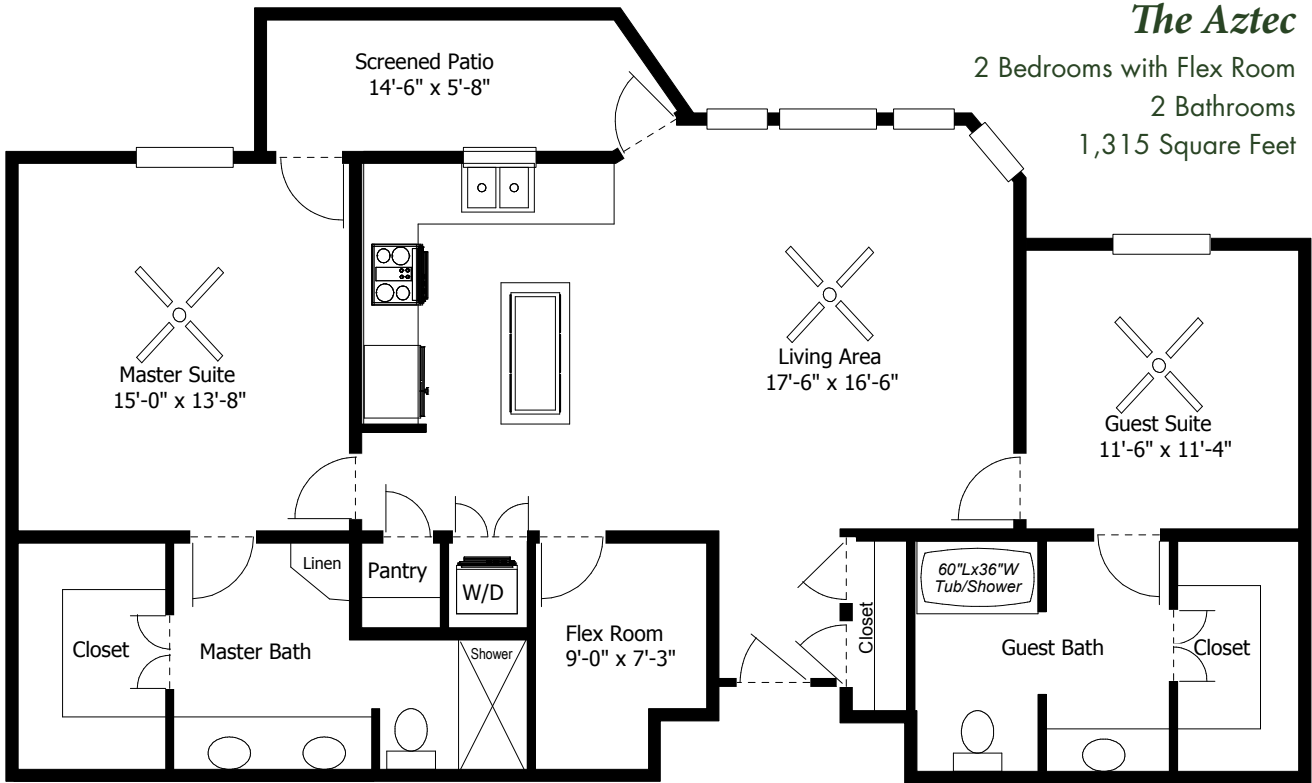 The Aztec
2 Bedrooms with Flex Room
2 Bathrooms
1,315 Square Feet
Screened Patio
14'-6" x 5'-8"
Master Suite
15'-0" x 13'-8"
Living Area
17'-6" x 16'-6"
Guest Suite
11'-6" x 11'-4"
Linen
Pantry
W/D
Closet
Master Bath
Shower
Flex Room
9'-0" x 7'-3"
Closet
60"Lx36"W
Tub/Shower
Guest Bath
Closet